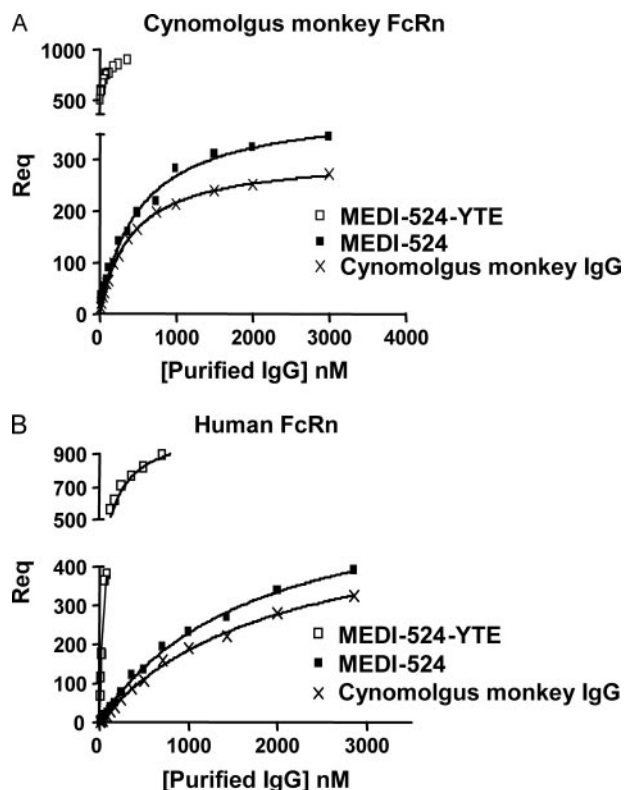 A
Cynomolgus monkey FcRn
1000
500
300
200
100
0
Req
0 1000 2000 3000 4000
[Purified IgG] nM
MEDI-524-YTE
MEDI-524
Cynomolgus monkey IgG
B
Human FcRn
900
700
500
400
300
200
100
0
Req
0 1000 2000 3000
[Purified IgG] nM
MEDI-524-YTE
MEDI-524
Cynomolgus monkey IgG